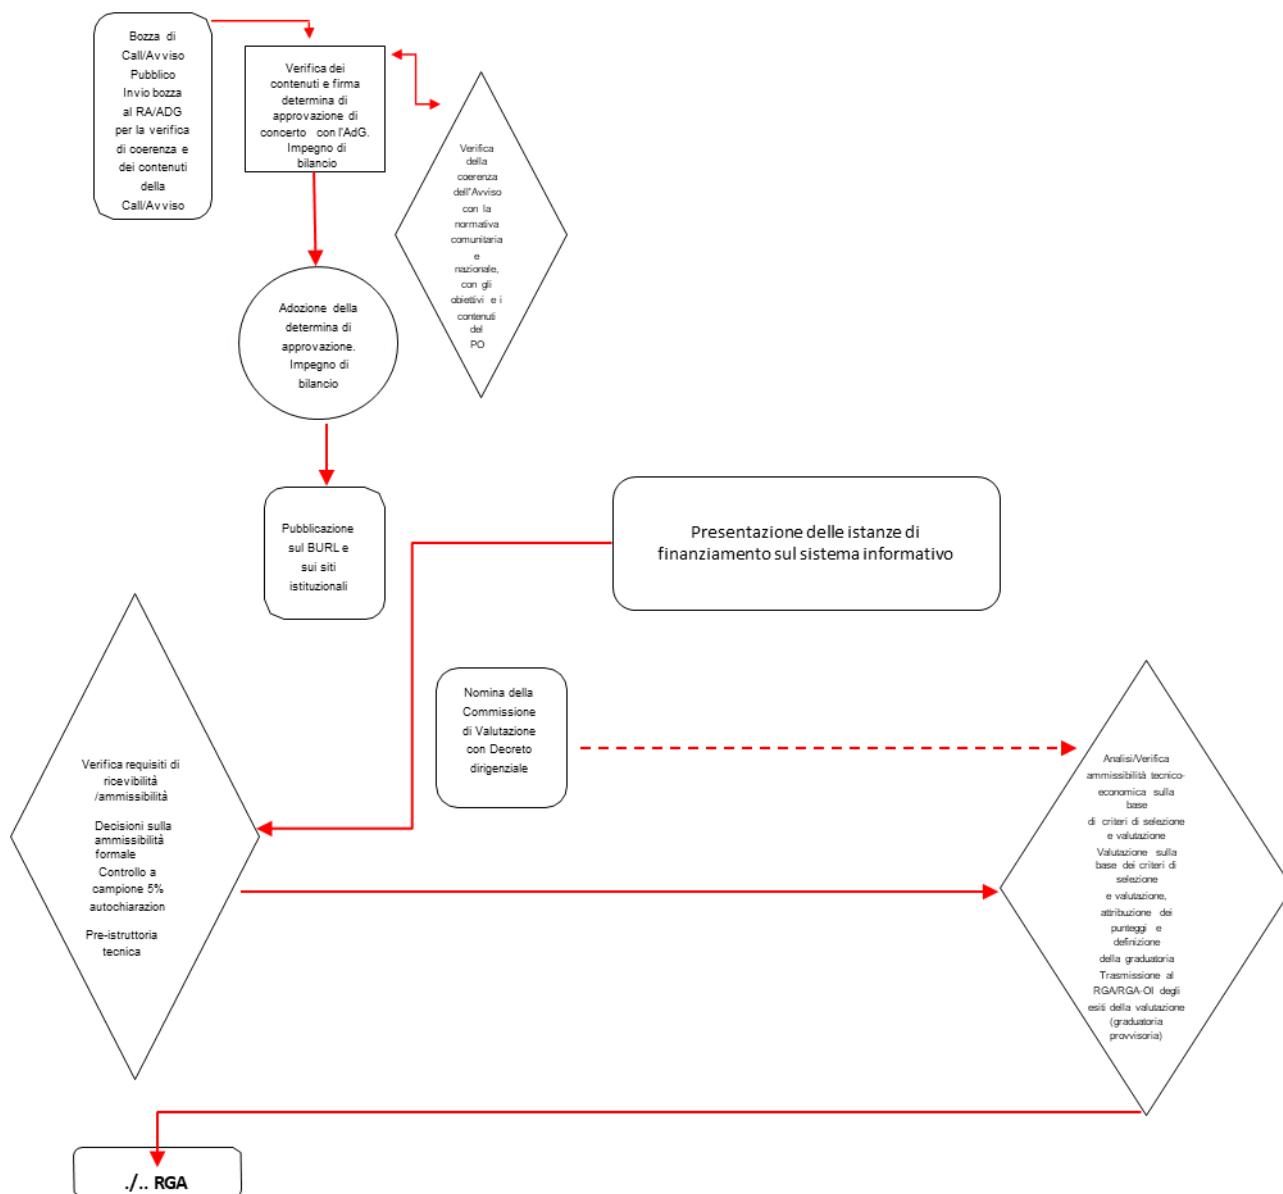 Bozza di
Call/Avviso
Pubblico
Invio bozza
al RA/ADG
per la verifica
di coerenza e
dei contenuti
della
Call/Avviso
Verifica dei
contenuti e firma
determina di
approvazione di
concerto con l'AdG.
Impegno di
bilancio
Verifica
della
coerenza
dell'Avviso
con la
normativa
comunitaria
e
nazionale,
con gli
obiettivi e i
contenuti
del
PO
Adozione della
determina di
approvazione.
Impegno di
bilancio
Pubblicazione
sul BURL e
sui siti
istituzionali
Presentazione delle istanze di
finanziamento sul sistema informativo
Nomina della
Commissione
di Valutazione
con Decreto
dirigenziale
Verifica requisiti di
ricevibilità
/ammissibilità
Decisioni sulla
ammissibilità
formale
Controllo a
campione 5%
autochiarazion
Pre-istruttoria
tecnica
Analisi/Verifica
ammissibilità tecnico-
economica sulla
base
di criteri di selezione
e valutazione
Valutazione sulla
base dei criteri di
selezione
e valutazione,
attribuzione dei
punteggi e
definizione
della graduatoria
Trasmissione al
RGA/RGA-OI degli
esiti della valutazione
(graduatoria
provvisoria)
./.. RGA